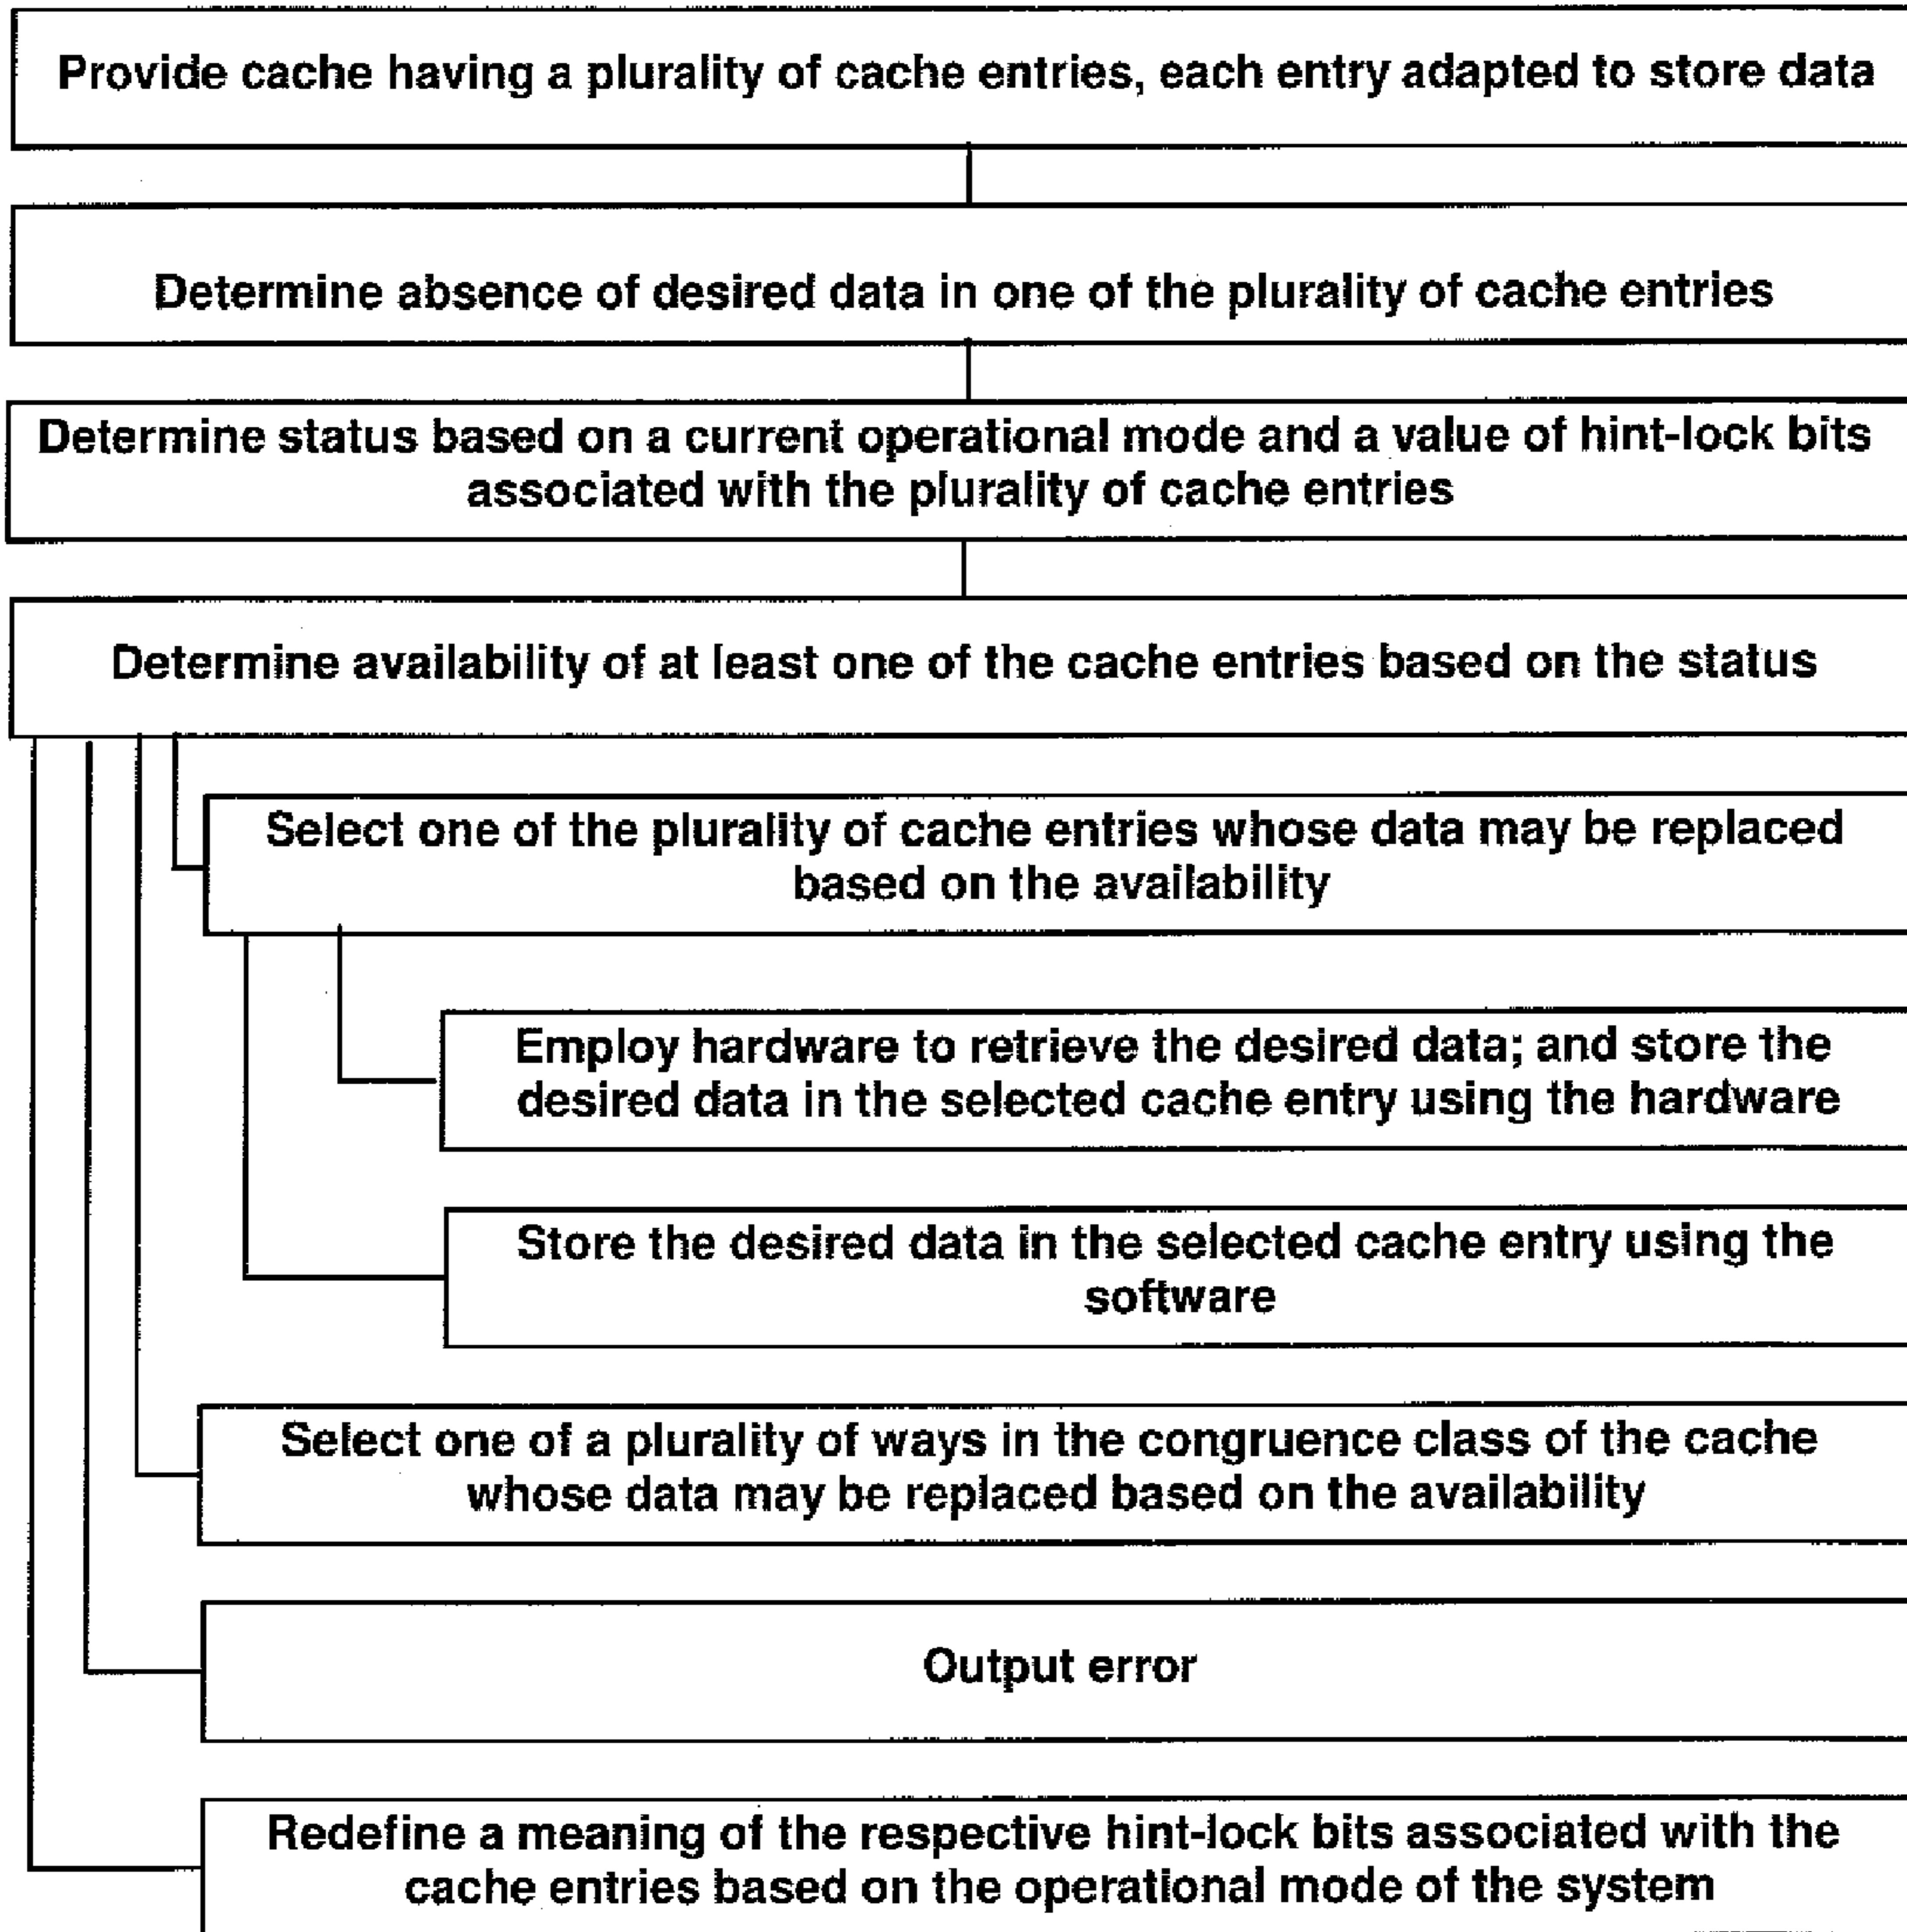 Provide cache having a plurality of cache entries, each entry adapted to store data
Determine absence of desired data in one of the plurality of cache entries
Determine status based on a current operational mode and a value of hint-lock bits
associated with the plurality of cache entries
Determine availability of at least one of the cache entries based on the status
Select one of the plurality of cache entries whose data may be replaced
based on the availability
Employ hardware to retrieve the desired data; and store the
desired data in the selected cache entry using the hardware
Store the desired data in the selected cache entry using the
software
Select one of a plurality of ways in the congruence class of the cache
whose data may be replaced based on the availability
Output error
Redefine a meaning of the respective hint-lock bits associated with the
cache entries based on the operational mode of the system